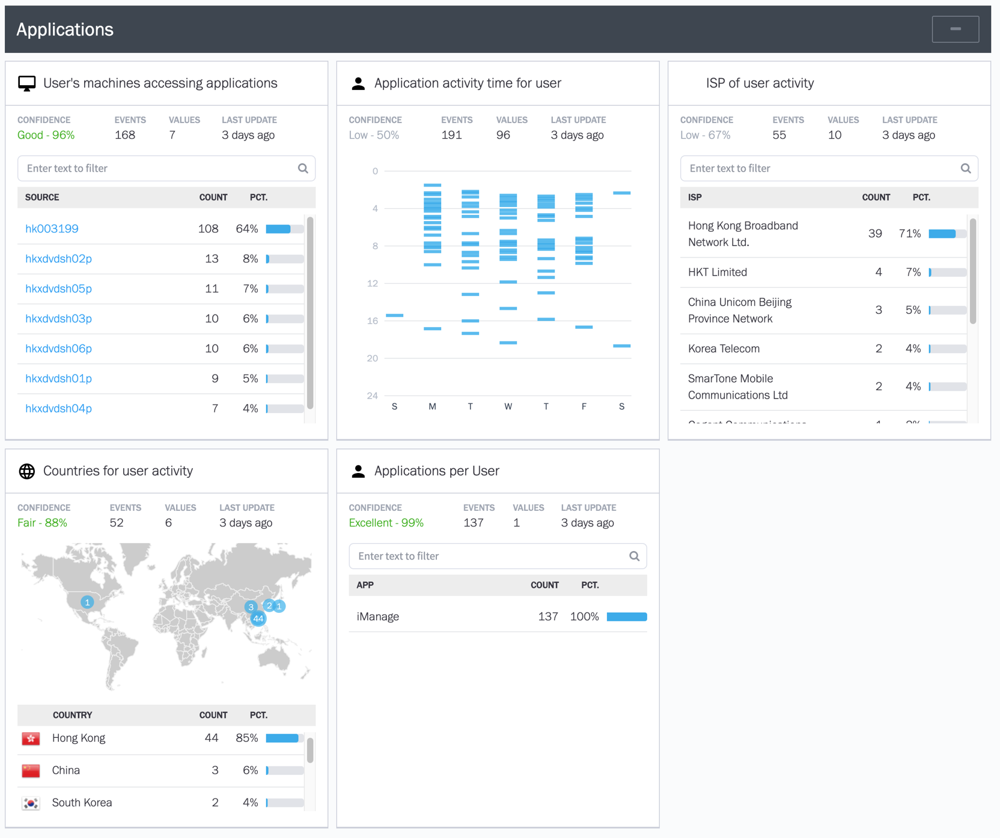 Applications
User's machines accessing applications
CONFIDENCE EVENTS VALUES LAST UPDATE
Good - 96% 168 7 3 days ago
Enter text to filter
SOURCE COUNT PCT.
hk003199 108 64%
hkxdvdsh02p 13 8%
hkxdvdsh05p 11 7%
hkxdvdsh03p 10 6%
hkxdvdsh06p 10 6%
hkxdvdsh01p 9 5%
hkxdvdsh04p 7 4%
Application activity time for user
CONFIDENCE EVENTS VALUES LAST UPDATE
Low - 50% 191 96 3 days ago
0
4
8
12
16
20
24
S M T W T F S
ISP of user activity
CONFIDENCE EVENTS VALUES LAST UPDATE
Low - 67% 55 10 3 days ago
Enter text to filter
ISP COUNT PCT.
Hong Kong Broadband
Network Ltd. 39 71%
HKT Limited 4 7%
China Unicom Beijing
Province Network 3 5%
Korea Telecom 2 4%
SmarTone Mobile
Communications Ltd 2 4%
Countries for user activity
CONFIDENCE EVENTS VALUES LAST UPDATE
Fair - 88% 52 6 3 days ago
1 3 2 1
44
COUNTRY COUNT PCT.
Hong Kong 44 85%
China 3 6%
South Korea 2 4%
Applications per User
CONFIDENCE EVENTS VALUES LAST UPDATE
Excellent - 99% 137 1 3 days ago
Enter text to filter
APP COUNT PCT.
iManage 137 100%